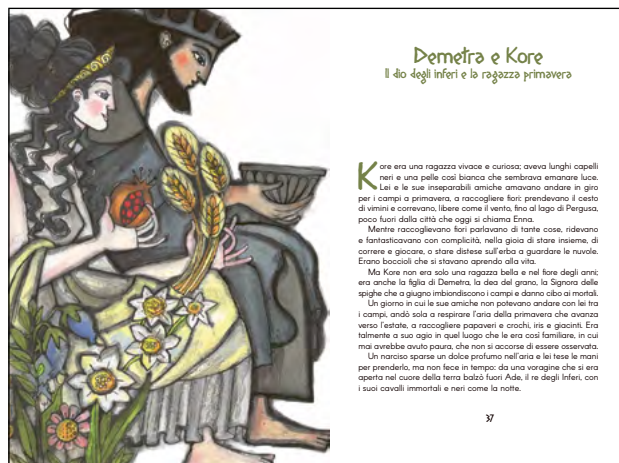 Demetra e Kore
Il dio degli inferi e la ragazza primavera
Kore era una ragazza vivace e curiosa; aveva lunghi capelli
neri e una pelle così bianca che sembrava emanare luce.
Lei e le sue inseparabili amiche amavano andare in giro
per i campi a primavera, a raccogliere fiori: prendevano il cesto
di vimini e correvano, libere come il vento, fino al lago di Pergusa,
poco fuori dalla città che oggi si chiama Enna.
Mentre raccoglievano fiori parlavano di tante cose, ridevano
e fantasticavano con complicità, nella gioia di stare insieme, di
correre e giocare, o stare distese sull'erba a guardare le nuvole.
Erano boccioli che si stavano aprendo alla vita.
Ma Kore non era solo una ragazza bella e nel fiore degli anni;
era anche la figlia di Demetra, la dea del grano, la Signora delle
spighe che a giugno imbiondiscono i campi e danno cibo ai mortali.
Un giorno in cui le sue amiche non potevano andare con lei tra
i campi, andò sola a respirare l'aria della primavera che avanza
verso l'estate, a raccogliere papaveri e crochi, iris e giacinti. Era
talmente a suo agio in quel luogo che le era così familiare, in cui
mai avrebbe avuto paura, che non si accorse di essere osservata.
Un narciso sparse un dolce profumo nell'aria e lei tese le mani
per prenderlo, ma non fece in tempo: da una voragine che si era
aperta nel cuore della terra balzò fuori Ade, il re degli Inferi, con
i suoi cavalli immortali e neri come la notte.
37